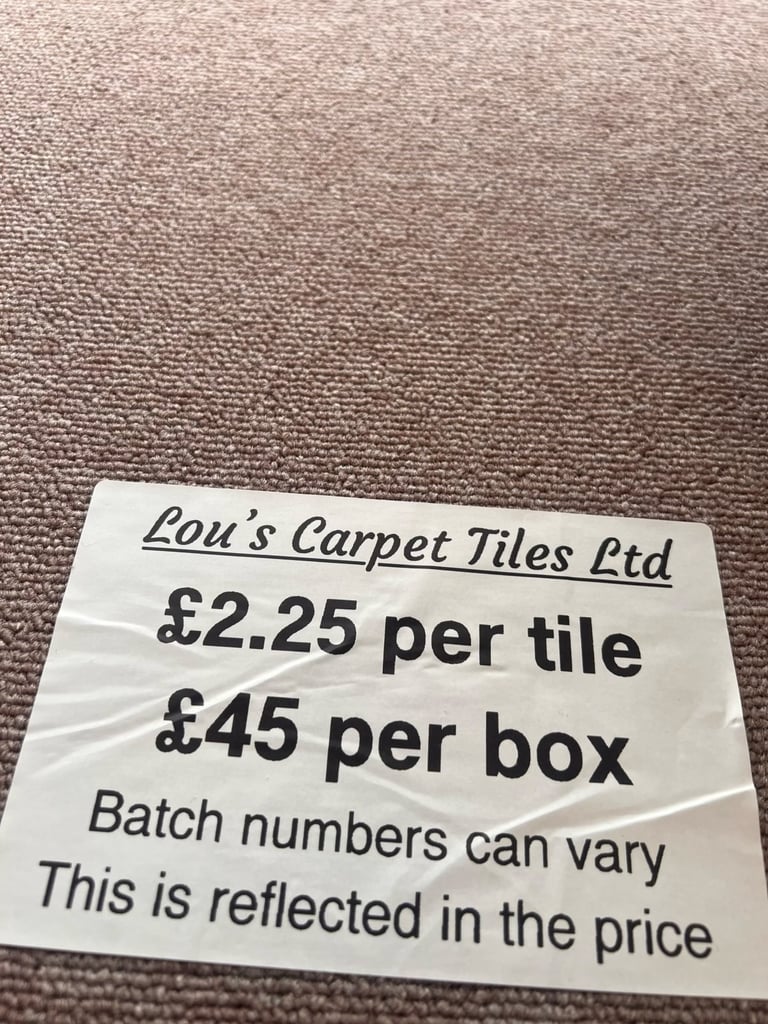 Lou's Carpet Tiles Ltd
£2.25 per tile
£45 per box
Batch numbers can vary
This is reflected in the price